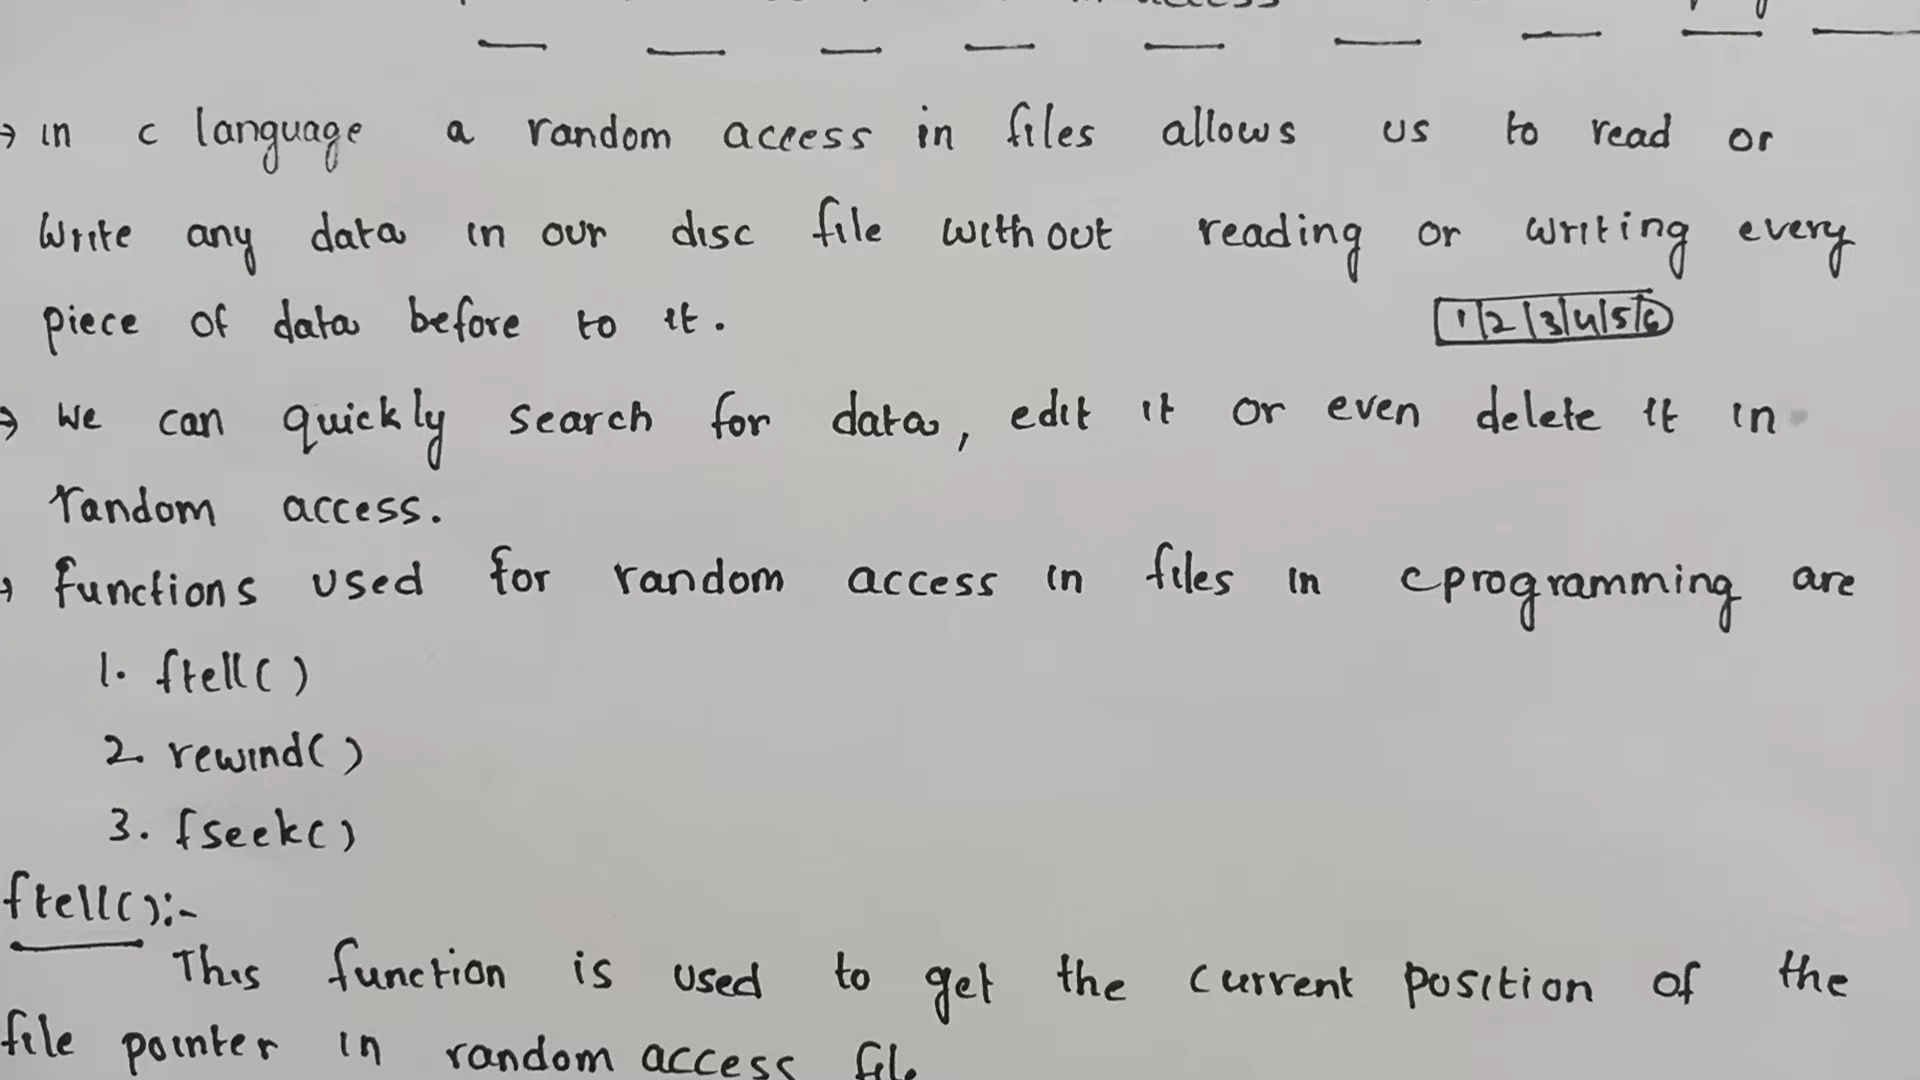 → in c language a random access in files allows us to read or
Write any data in our disc file without reading or writing every
piece of data before to it.
1|2|3|4|5|6
→ We can quickly search for data, edit it or even delete it in
random access.
→ functions used for random access in files in cprogramming are
1. ftell()
2. rewind()
3. fseek()
ftell():-
This function is used to get the current position of the
file pointer in random access file